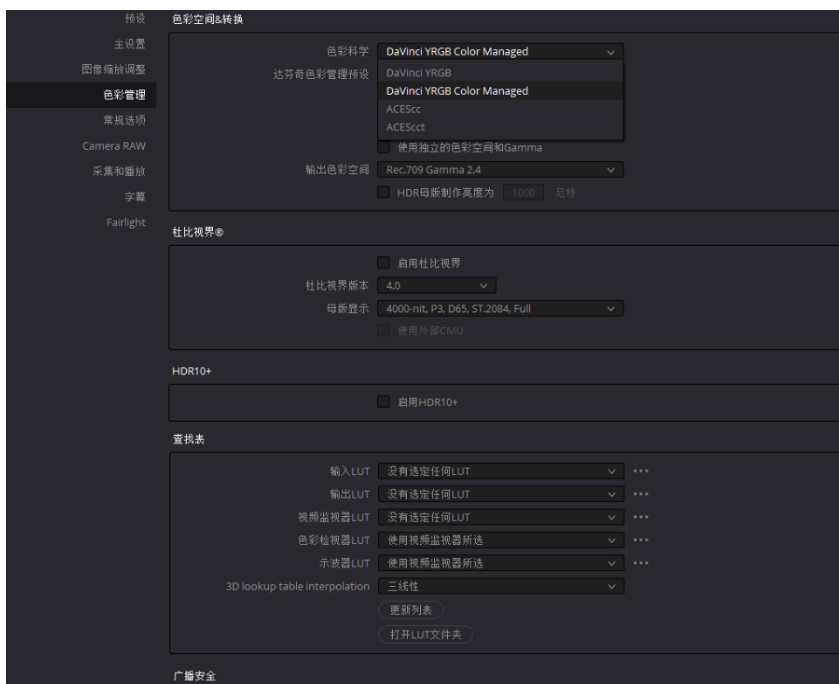 预设
主设置
图像缩放调整
色彩管理
常规选项
Camera RAW
采集和播放
字幕
Fairlight
色彩空间&转换
色彩科学 DaVinci YRGB Color Managed
达芬奇色彩管理预设 DaVinci YRGB
DaVinci YRGB Color Managed
ACEScc
ACEScct
使用独立的色彩空间和Gamma
输出色彩空间 Rec.709 Gamma 2.4
HDR母版制作亮度为 1000 尼特
杜比视界®
启用杜比视界
杜比视界版本 4.0
母版显示 4000-nit, P3, D65, ST.2084, Full
使用外部CMU
HDR10+
启用HDR10+
查找表
输入LUT 没有选定任何LUT
输出LUT 没有选定任何LUT
视频监视器LUT 没有选定任何LUT
色彩检视器LUT 使用视频监视器所选
示波器LUT 使用视频监视器所选
3D lookup table interpolation 三线性
更新列表
打开LUT文件夹
广播安全